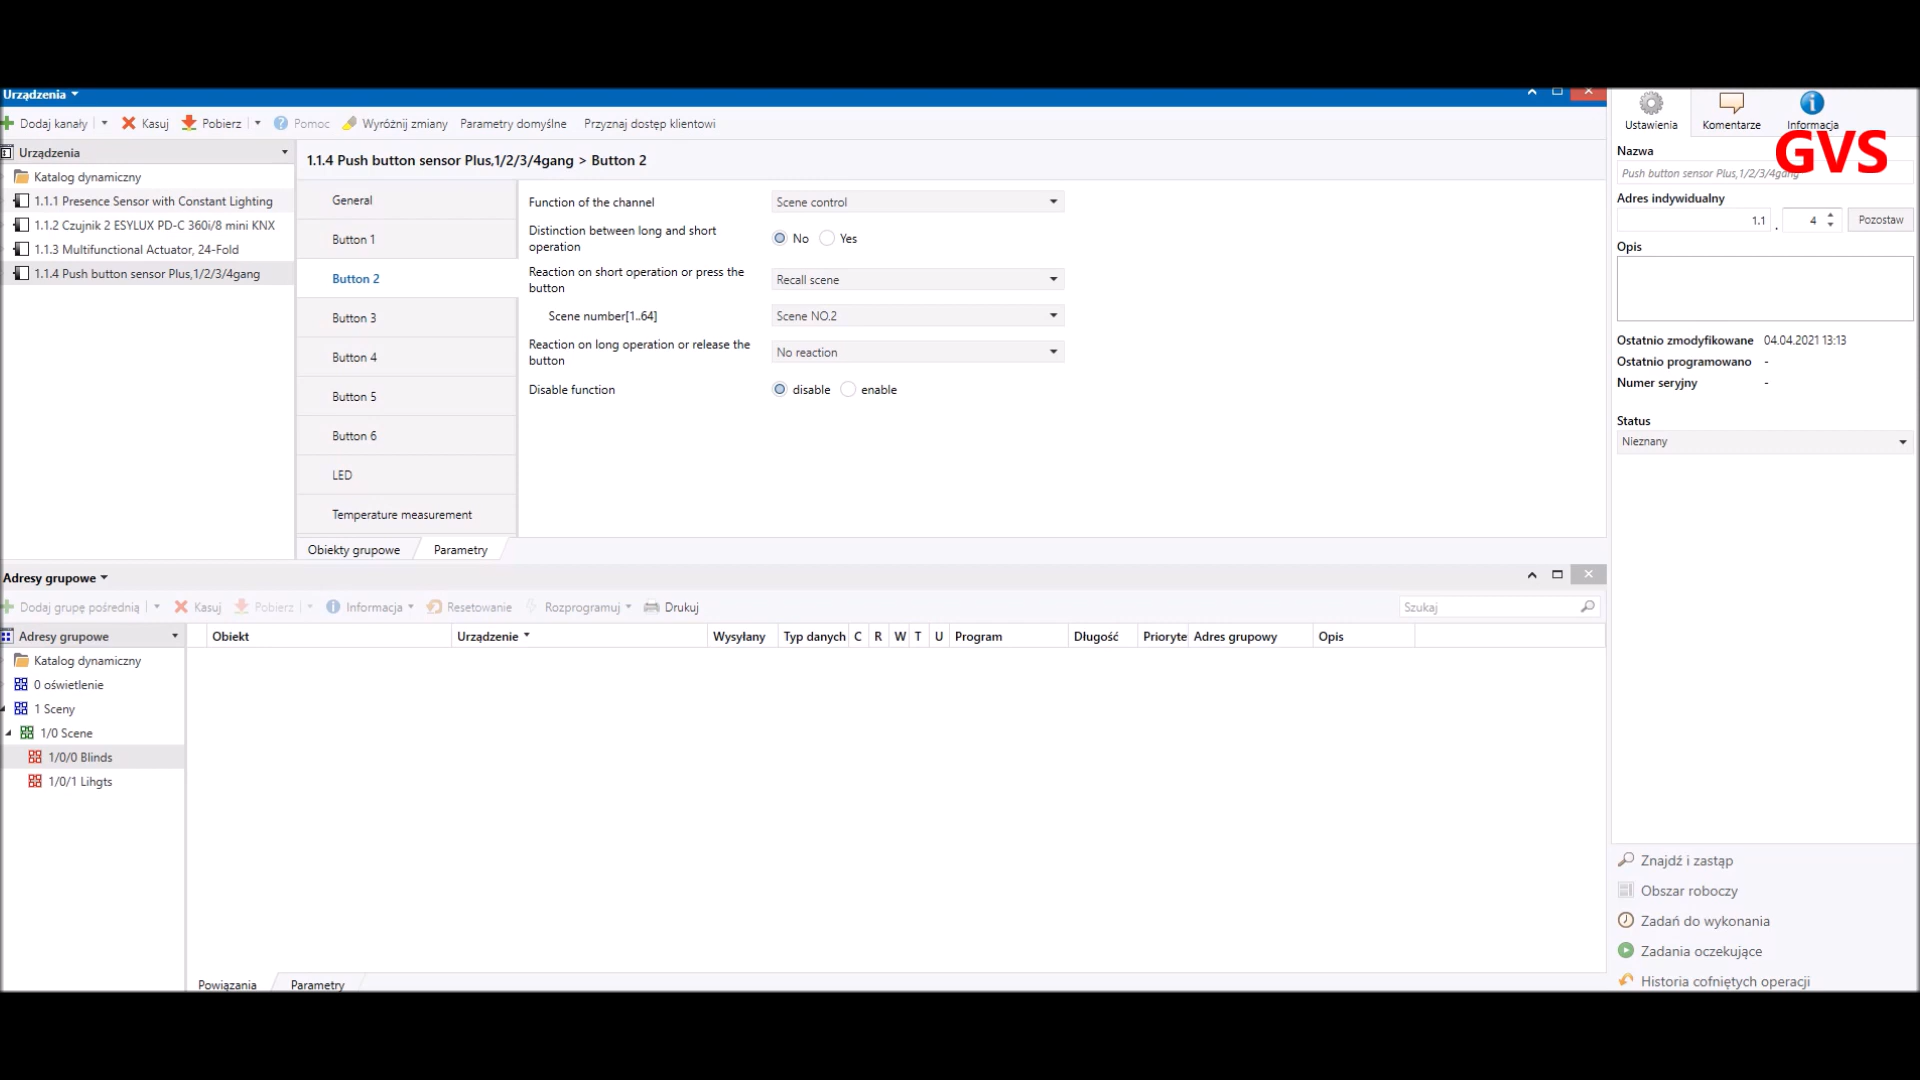 Urządzenia
Dodaj kanały
Kasuj
Pobierz
Pomoc
Wyróżnij zmiany
Parametry domyślne
Przyznaj dostęp klientowi
Urządzenia
Katalog dynamiczny
1.1.1 Presence Sensor with Constant Lighting
1.1.2 Czujnik 2 ESYLUX PD-C 360i/8 mini KNX
1.1.3 Multifunctional Actuator, 24-Fold
1.1.4 Push button sensor Plus,1/2/3/4gang
1.1.4 Push button sensor Plus,1/2/3/4gang > Button 2
General
Button 1
Button 2
Button 3
Button 4
Button 5
Button 6
LED
Temperature measurement
Function of the channel
Scene control
Distinction between long and short
operation
No
Yes
Reaction on short operation or press the
button
Recall scene
Scene number[1..64]
Scene NO.2
Reaction on long operation or release the
button
No reaction
Disable function
disable
enable
Obiekty grupowe
Parametry
Adresy grupowe
Dodaj grupę pośrednią
Kasuj
Pobierz
Informacja
Resetowanie
Rozprogramuj
Drukuj
Szukaj
Adresy grupowe
Katalog dynamiczny
0 oświetlenie
1 Sceny
1/0 Scene
1/0/0 Blinds
1/0/1 Lihgts
Obiekt
Urządzenie
Wysyłany
Typ danych
C
R
W
T
U
Program
Długość
Prioryte
Adres grupowy
Opis
Powiązania
Parametry
Ustawienia
Komentarze
Informacja
GVS
Nazwa
Push button sensor Plus,1/2/3/4gang
Adres indywidualny
1.1
.
4
Pozostaw
Opis
Ostatnio zmodyfikowane 04.04.2021 13:13
Ostatnio programowano -
Numer seryjny -
Status
Nieznany
Znajdź i zastąp
Obszar roboczy
Zadań do wykonania
Zadania oczekujące
Historia cofniętych operacji